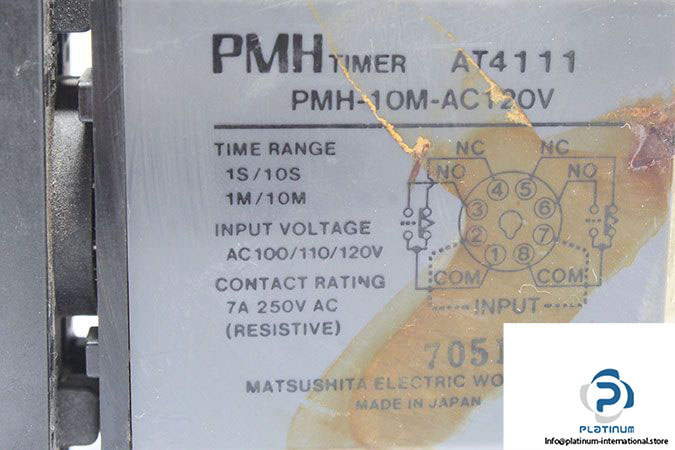 PMH TIMER AT4111
PMH-10M-AC120V
TIME RANGE
1S/10S
1M/10M
INPUT VOLTAGE
AC100/110/120V
CONTACT RATING
7A 250V AC
(RESISTIVE)
NC NC
NO NO
4 5
3 6
2 7
1 8
COM COM
INPUT
705
MATSUSHITA ELECTRIC
MADE IN JAPAN
PLATINUM
Info@platinum-international.store